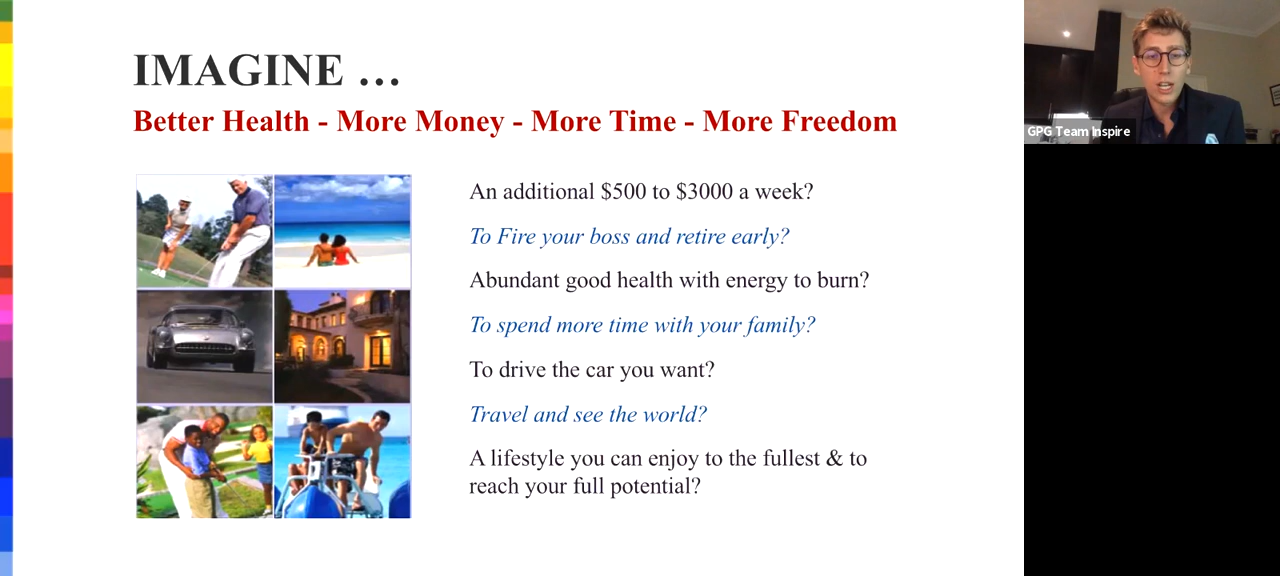 IMAGINE …
Better Health - More Money - More Time - More Freedom
An additional $500 to $3000 a week?
To Fire your boss and retire early?
Abundant good health with energy to burn?
To spend more time with your family?
To drive the car you want?
Travel and see the world?
A lifestyle you can enjoy to the fullest & to
reach your full potential?
GPG Team Inspire